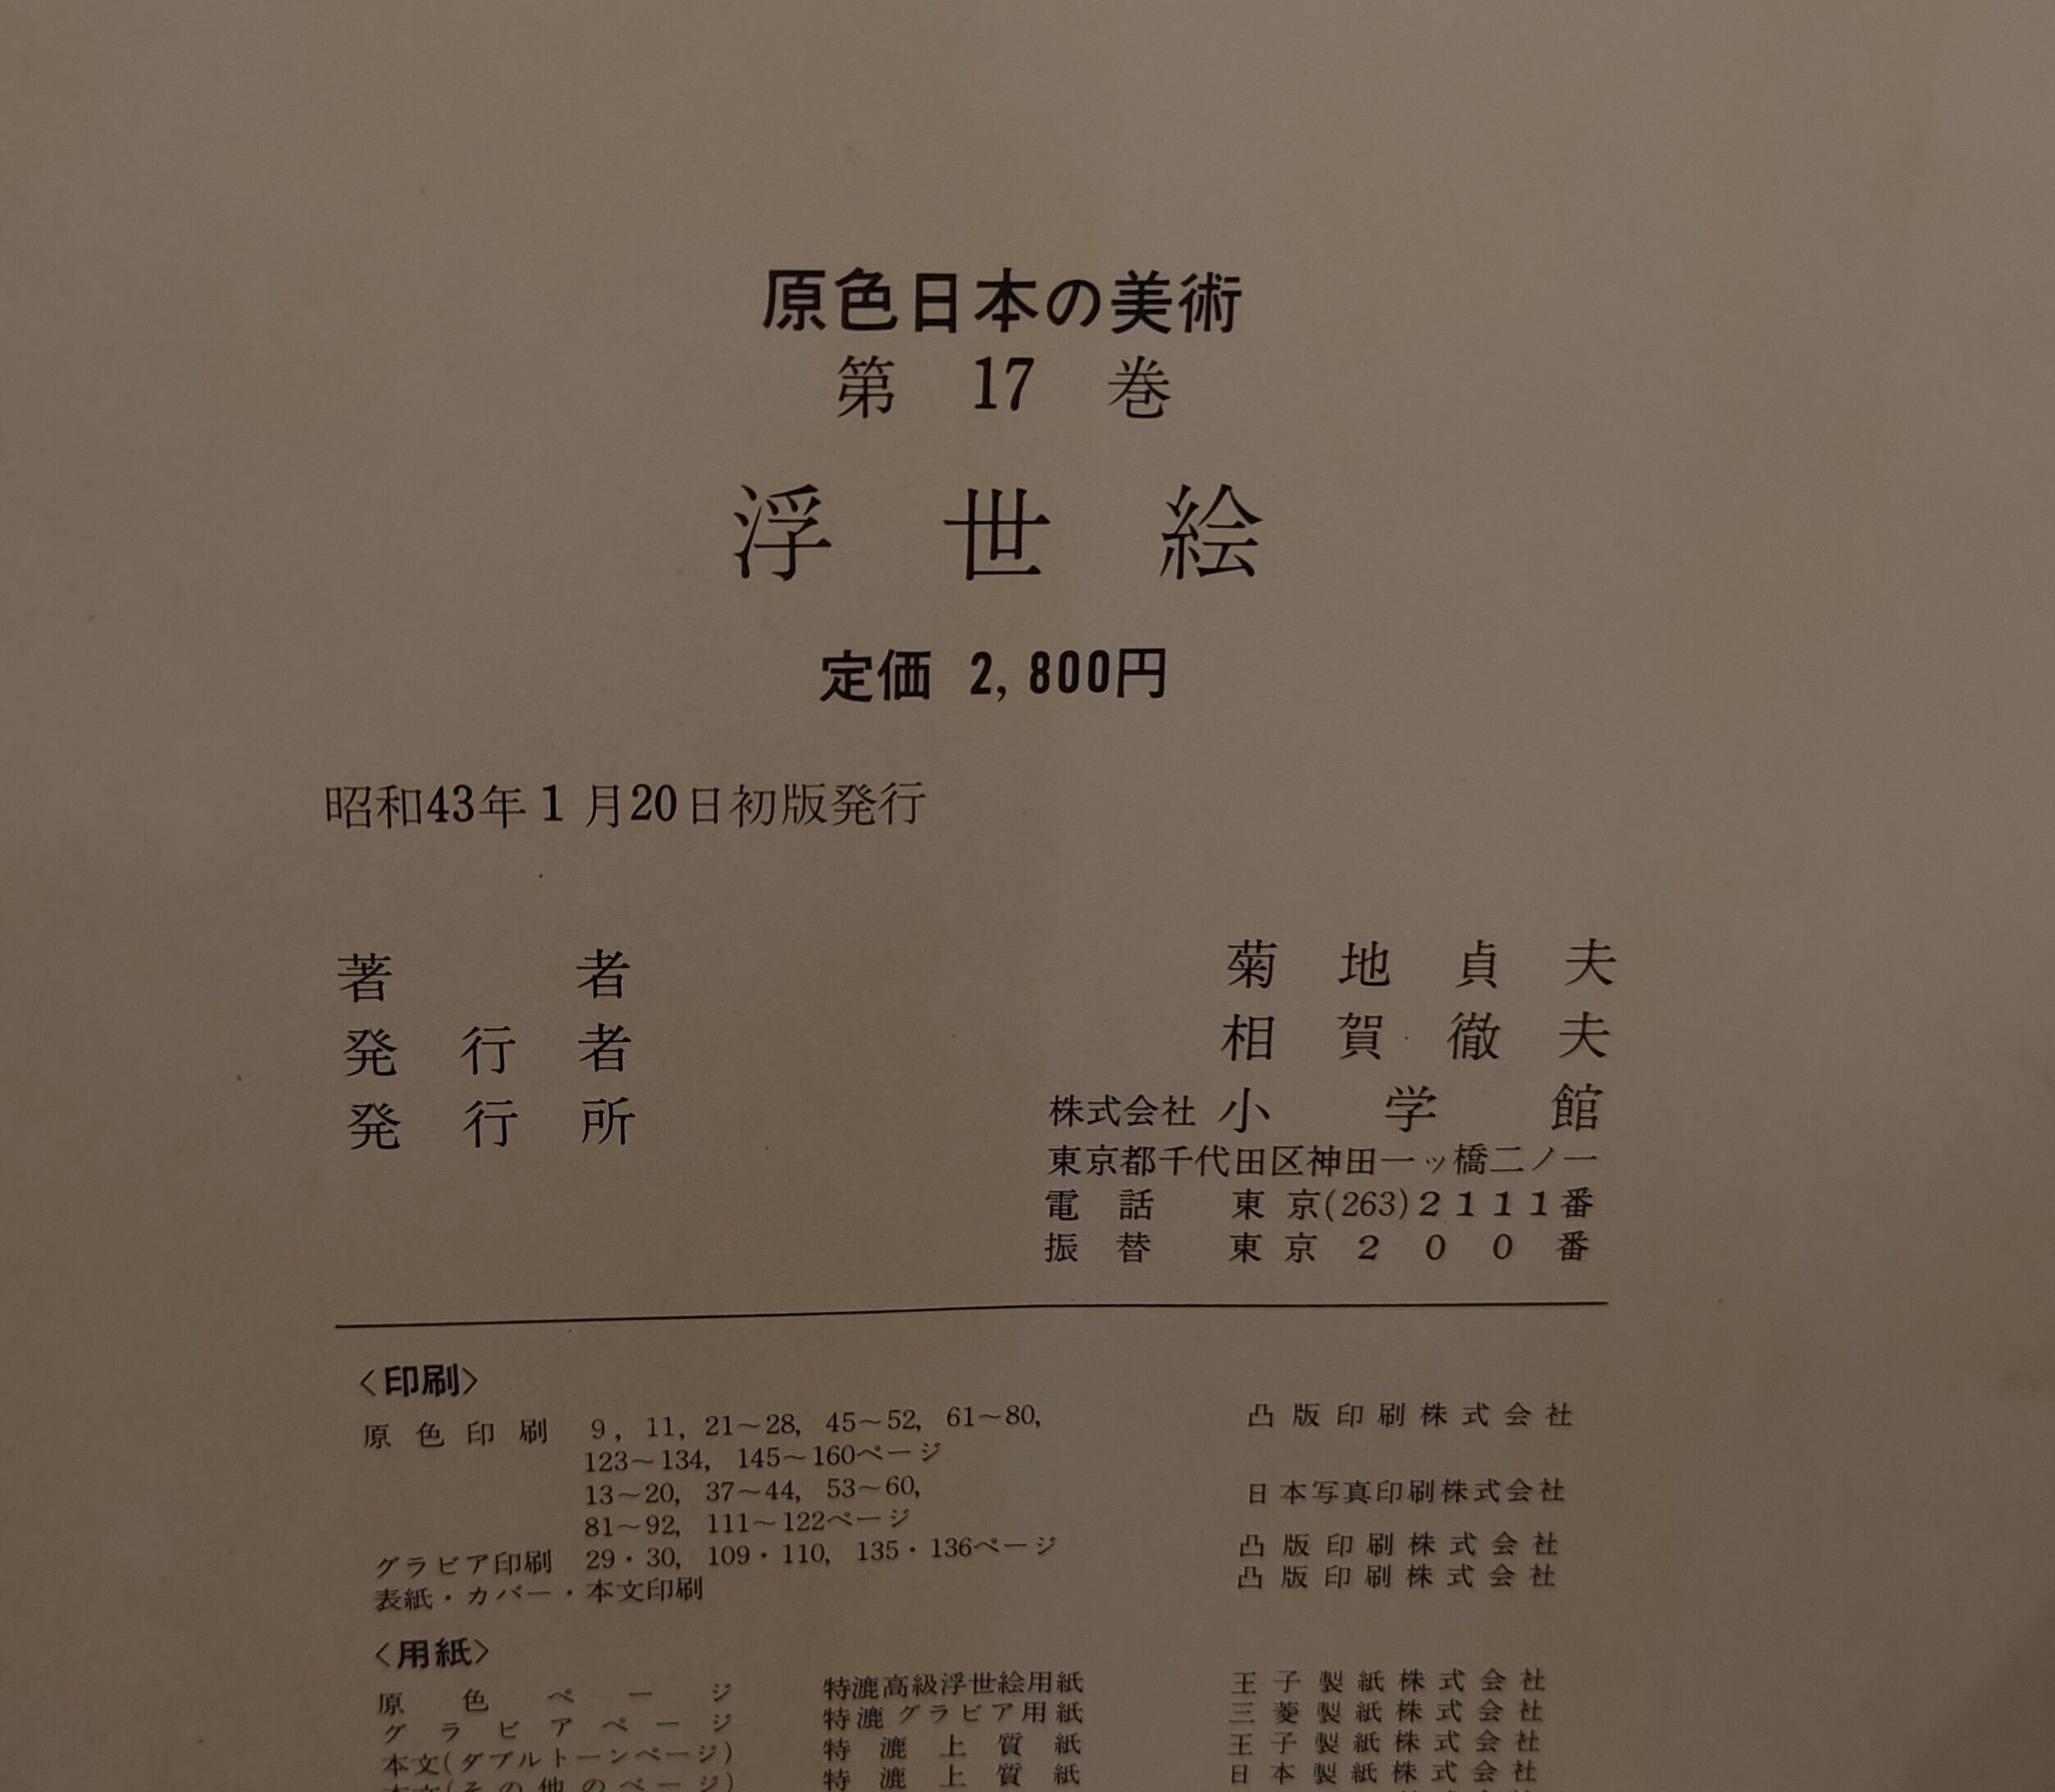 原色日本の美術
第 17 巻
浮世絵
定価 2,800円
昭和43年1月20日初版発行
著者 菊地貞夫
発行者 相賀徹夫
発行所 株式会社 小学館
東京都千代田区神田一ッ橋二ノ一
電話 東京(263)2111番
振替 東京200番
〈印刷〉
原色印刷 9, 11, 21～28, 45～52, 61～80, 凸版印刷株式会社
123～134, 145～160ページ
13～20, 37～44, 53～60, 日本写真印刷株式会社
81～92, 111～122ページ
グラビア印刷 29・30, 109・110, 135・136ページ 凸版印刷株式会社
表紙・カバー・本文印刷 凸版印刷株式会社
〈用紙〉
原色ページ 特漉高級浮世絵用紙 王子製紙株式会社
グラビアページ 特漉グラビア用紙 三菱製紙株式会社
本文(ダブルトーンページ) 特漉上質紙 王子製紙株式会社
本文(その他のページ) 特漉上質紙 日本製紙株式会社